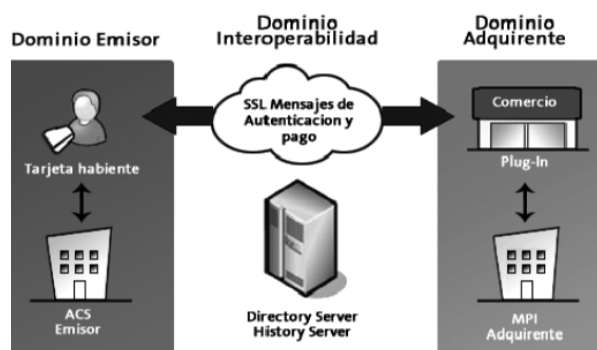 Dominio Emisor
Dominio
Interoperabilidad
Dominio
Adquirente
SSL Mensajes de
Autenticacion y
pago
Tarjeta habiente
ACS
Emisor
Directory Server
History Server
Comercio
Plug-In
MPI
Adquirente